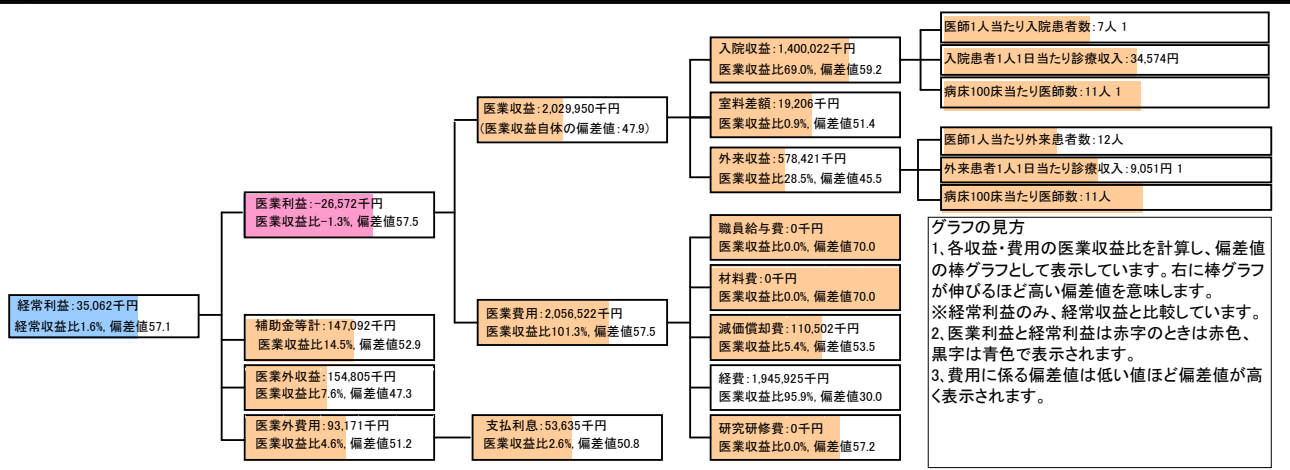 経常利益:35,062千円
経常収益比1.6%, 偏差値57.1
医業利益:-26,572千円
医業収益比-1.3%, 偏差値57.5
補助金等計:147,092千円
医業収益比14.5%, 偏差値52.9
医業外収益:154,805千円
医業収益比7.6%, 偏差値47.3
医業外費用:93,171千円
医業収益比4.6%, 偏差値51.2
支払利息:53,635千円
医業収益比2.6%, 偏差値50.8
医業収益:2,029,950千円
(医業収益自体の偏差値:47.9)
医業費用:2,056,522千円
医業収益比101.3%, 偏差値57.5
入院収益:1,400,022千円
医業収益比69.0%, 偏差値59.2
室料差額:19,206千円
医業収益比0.9%, 偏差値51.4
外来収益:578,421千円
医業収益比28.5%, 偏差値45.5
職員給与費:0千円
医業収益比0.0%, 偏差値70.0
材料費:0千円
医業収益比0.0%, 偏差値70.0
減価償却費:110,502千円
医業収益比5.4%, 偏差値53.5
経費:1,945,925千円
医業収益比95.9%, 偏差値30.0
研究研修費:0千円
医業収益比0.0%, 偏差値57.2
医師1人当たり入院患者数:7人 1
入院患者1人1日当たり診療収入:34,574円
病床100床当たり医師数:11人 1
医師1人当たり外来患者数:12人
外来患者1人1日当たり診療収入:9,051円 1
病床100床当たり医師数:11人
グラフの見方
1、各収益・費用の医業収益比を計算し、偏差値
の棒グラフとして表示しています。右に棒グラフ
が伸びるほど高い偏差値を意味します。
※経常利益のみ、経常収益と比較しています。
2、医業利益と経常利益は赤字のときは赤色、
黒字は青色で表示されます。
3、費用に係る偏差値は低い値ほど偏差値が高
く表示されます。